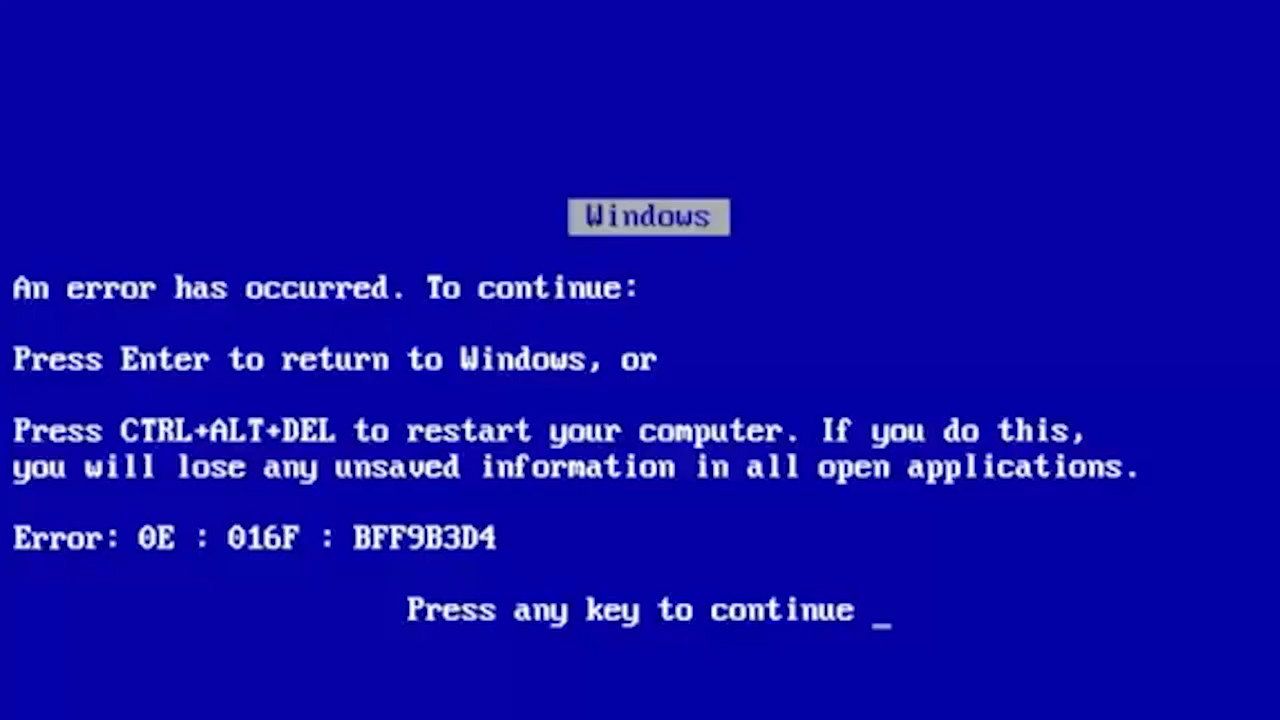 Windows
An error has occurred. To continue:
Press Enter to return to Windows, or
Press CTRL+ALT+DEL to restart your computer. If you do this,
you will lose any unsaved information in all open applications.
Error: 0E : 016F : BFF9B3D4
Press any key to continue _